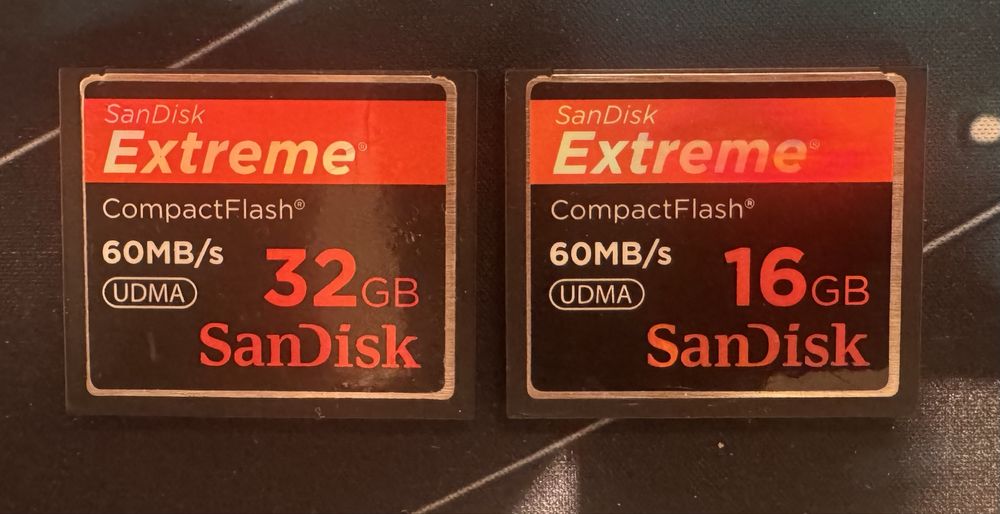 SanDisk
Extreme®
CompactFlash®
60MB/s
UDMA
32GB
SanDisk
SanDisk
Extreme®
CompactFlash®
60MB/s
UDMA
16GB
SanDisk